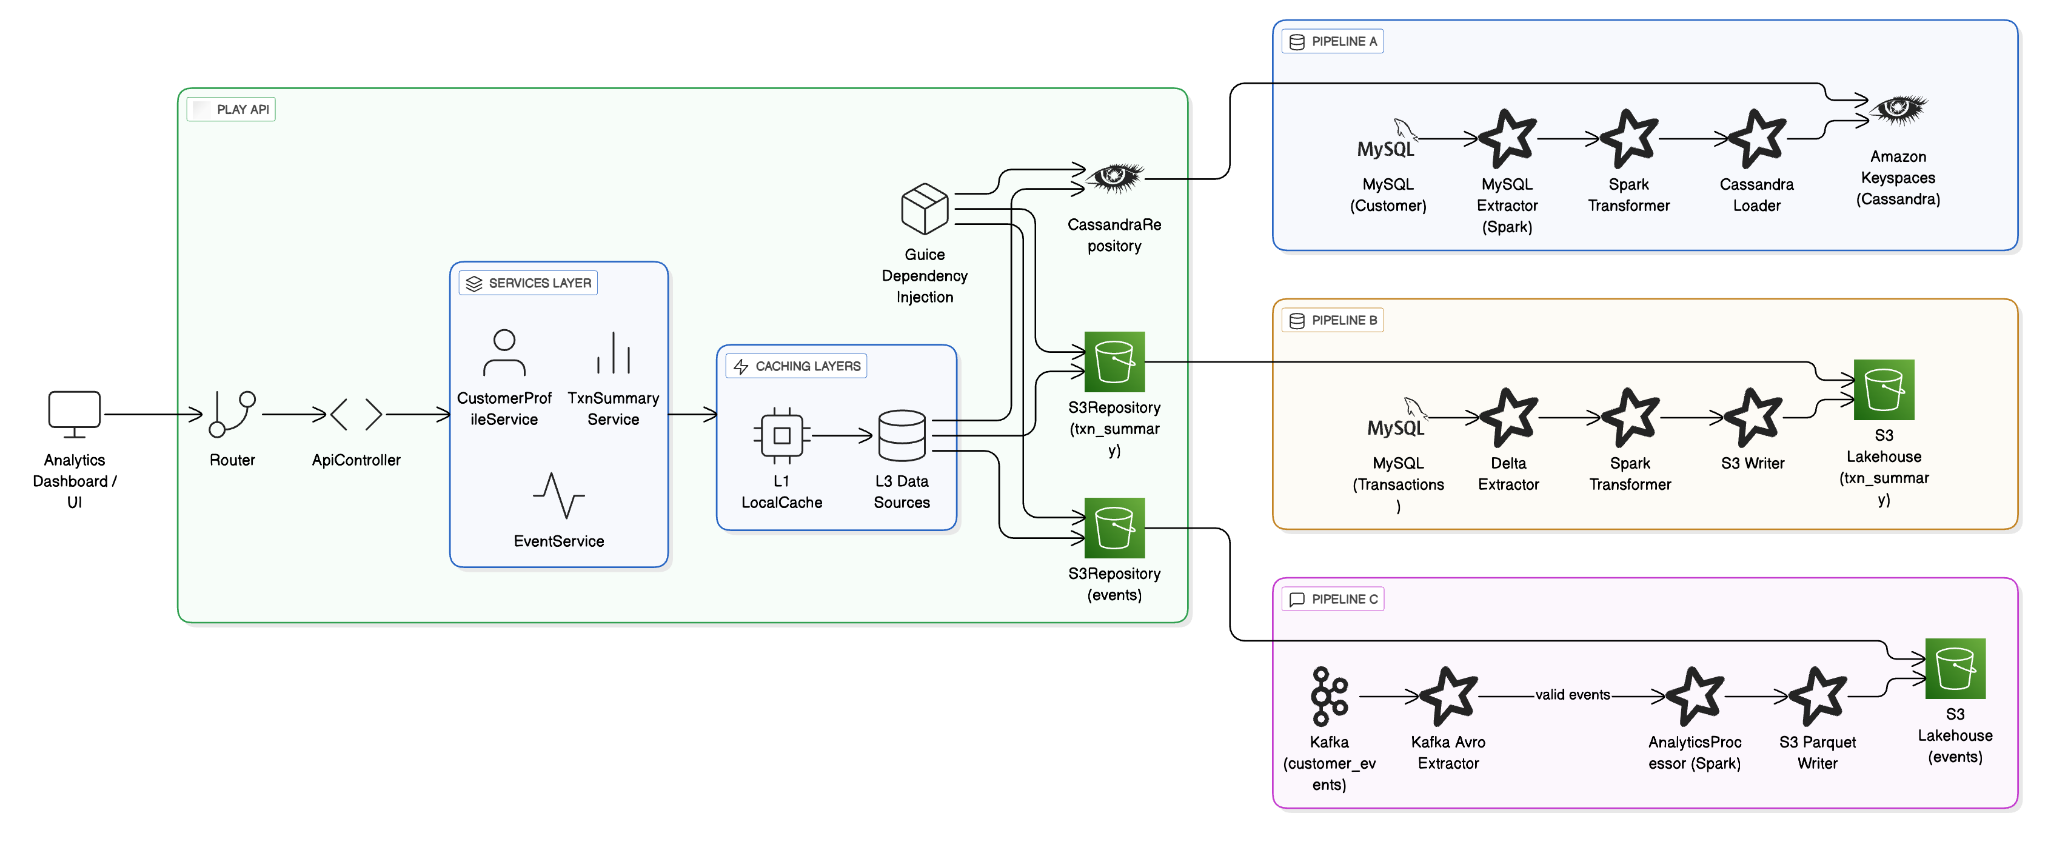 PLAY API
Analytics
Dashboard /
UI
Router
ApiController
SERVICES LAYER
CustomerProf
ileService
TxnSummary
Service
EventService
CACHING LAYERS
L1
LocalCache
L3 Data
Sources
Guice
Dependency
Injection
CassandraRe
pository
S3Repository
(txn_summar
y)
S3Repository
(events)
PIPELINE A
MySQL
MySQL
(Customer)
MySQL
Extractor
(Spark)
Spark
Transformer
Cassandra
Loader
Amazon
Keyspaces
(Cassandra)
PIPELINE B
MySQL
MySQL
(Transactions
)
Delta
Extractor
Spark
Transformer
S3 Writer
S3
Lakehouse
(txn_summar
y)
PIPELINE C
Kafka
(customer_ev
ents)
Kafka Avro
Extractor
valid events
AnalyticsProc
essor (Spark)
S3 Parquet
Writer
S3
Lakehouse
(events)